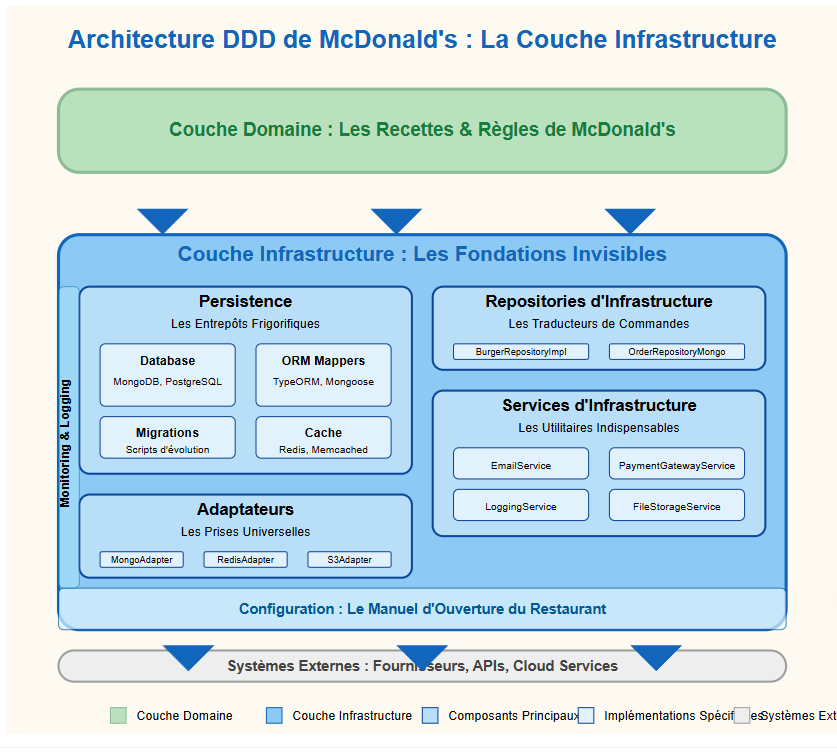 Architecture DDD de McDonald's : La Couche Infrastructure
Couche Domaine : Les Recettes & Règles de McDonald's
Couche Infrastructure : Les Fondations Invisibles
Monitoring & Logging
Persistence
Les Entrepôts Frigorifiques
Database
MongoDB, PostgreSQL
ORM Mappers
TypeORM, Mongoose
Migrations
Scripts d'évolution
Cache
Redis, Memcached
Adaptateurs
Les Prises Universelles
MongoAdapter
RedisAdapter
S3Adapter
Repositories d'Infrastructure
Les Traducteurs de Commandes
BurgerRepositoryImpl
OrderRepositoryMongo
Services d'Infrastructure
Les Utilitaires Indispensables
EmailService
PaymentGatewayService
LoggingService
FileStorageService
Configuration : Le Manuel d'Ouverture du Restaurant
Systèmes Externes : Fournisseurs, APIs, Cloud Services
Couche Domaine
Couche Infrastructure
Composants Principaux
Implémentations Spécifiques
Systèmes Ext